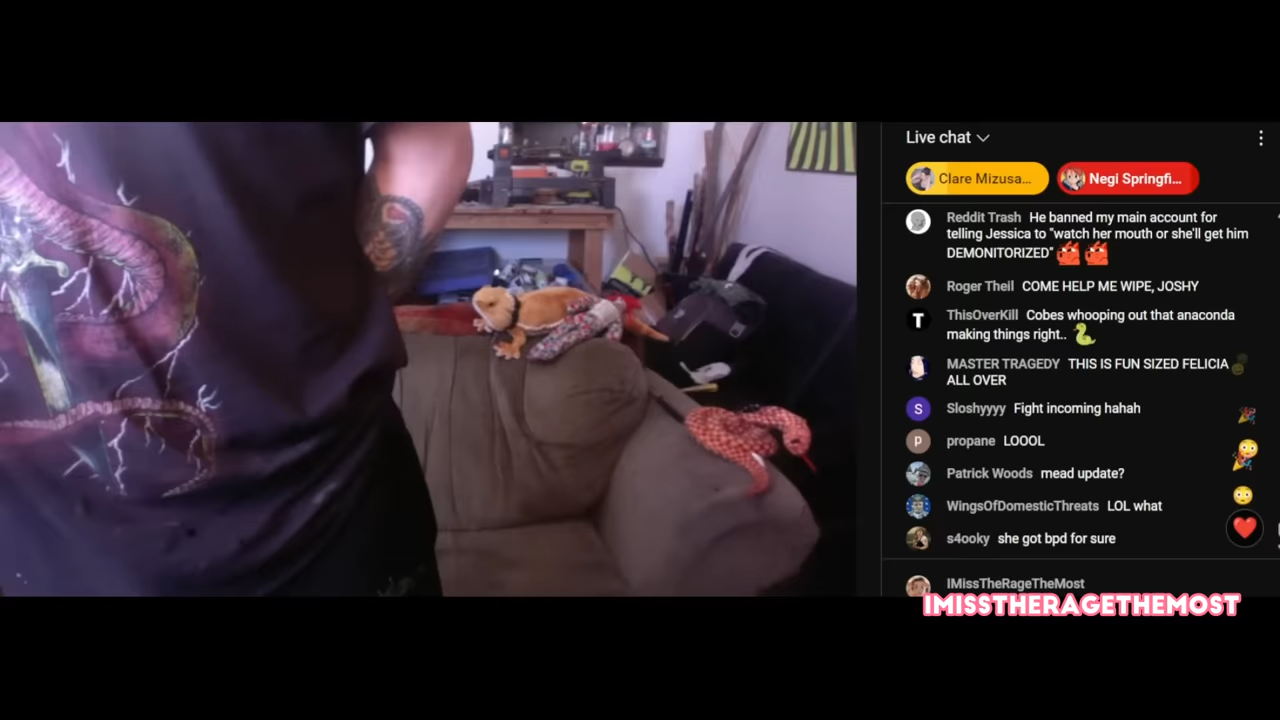 Live chat
Clare Mizusa...
Negi Springfi...
Reddit Trash He banned my main account for
telling Jessica to "watch her mouth or she'll get him
DEMONITORIZED"
Roger Theil COME HELP ME WIPE, JOSHY
ThisOverKill Cobes whooping out that anaconda
making things right..
MASTER TRAGEDY THIS IS FUN SIZED FELICIA
ALL OVER
S
Sloshyyyy Fight incoming hahah
p
propane LOOOL
Patrick Woods mead update?
WingsOfDomesticThreats LOL what
s4ooky she got bpd for sure
IMissTheRageTheMost
IMISSTHERAGETHEMOST